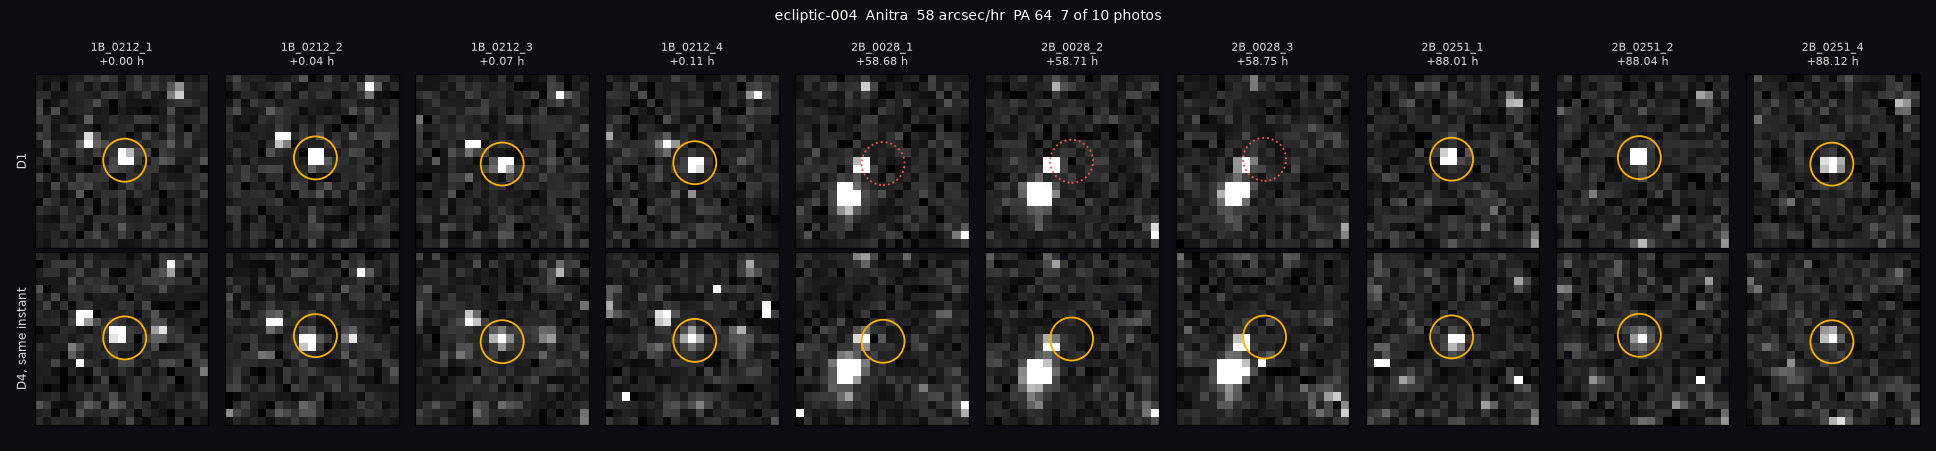 ecliptic-004 Anitra 58 arcsec/hr PA 64 7 of 10 photos
1B_0212_1
+0.00 h
1B_0212_2
+0.04 h
1B_0212_3
+0.07 h
1B_0212_4
+0.11 h
2B_0028_1
+58.68 h
2B_0028_2
+58.71 h
2B_0028_3
+58.75 h
2B_0251_1
+88.01 h
2B_0251_2
+88.04 h
2B_0251_4
+88.12 h
D1
D4, same instant